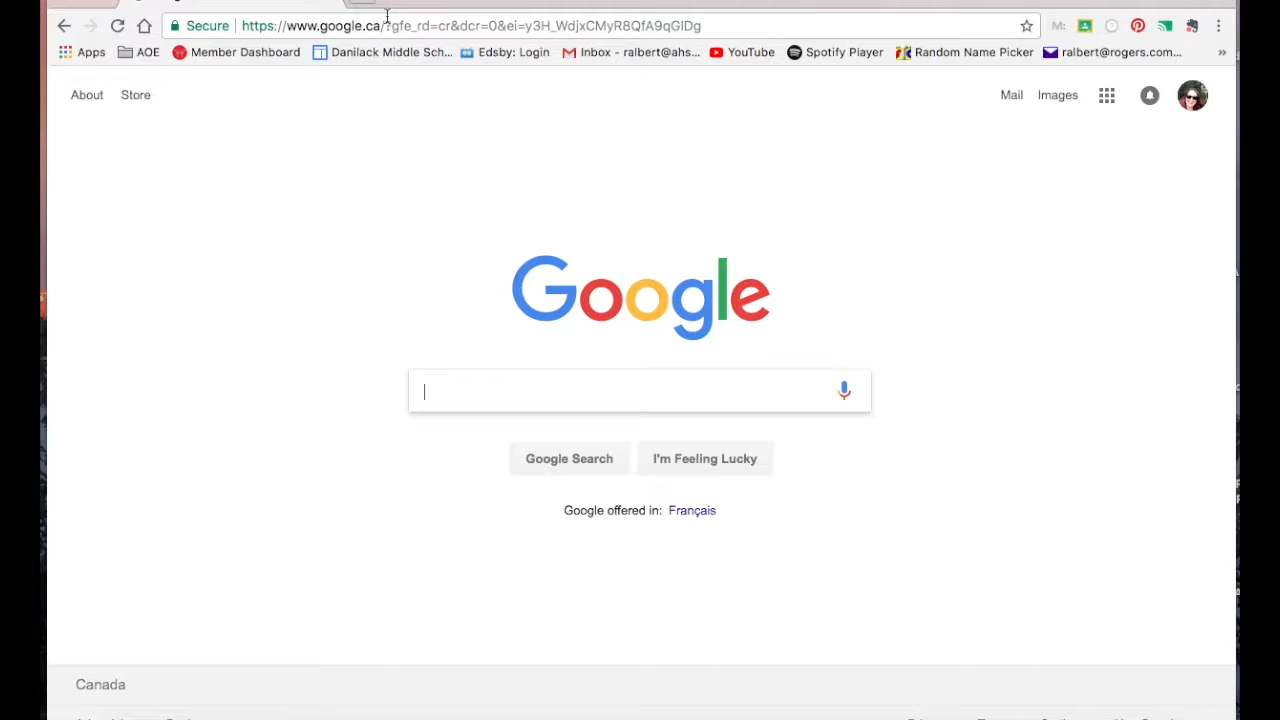 Secure https://www.google.ca/?gfe_rd=cr&dcr=0&ei=y3H_WdjxCMyR8QfA9qGIDg M:
Apps AOE Member Dashboard Danilack Middle Sch... Edsby: Login Inbox - ralbert@ahs... YouTube Spotify Player Random Name Picker ralbert@rogers.com... »
About Store Mail Images
Google
Google Search I'm Feeling Lucky
Google offered in: Français
Canada